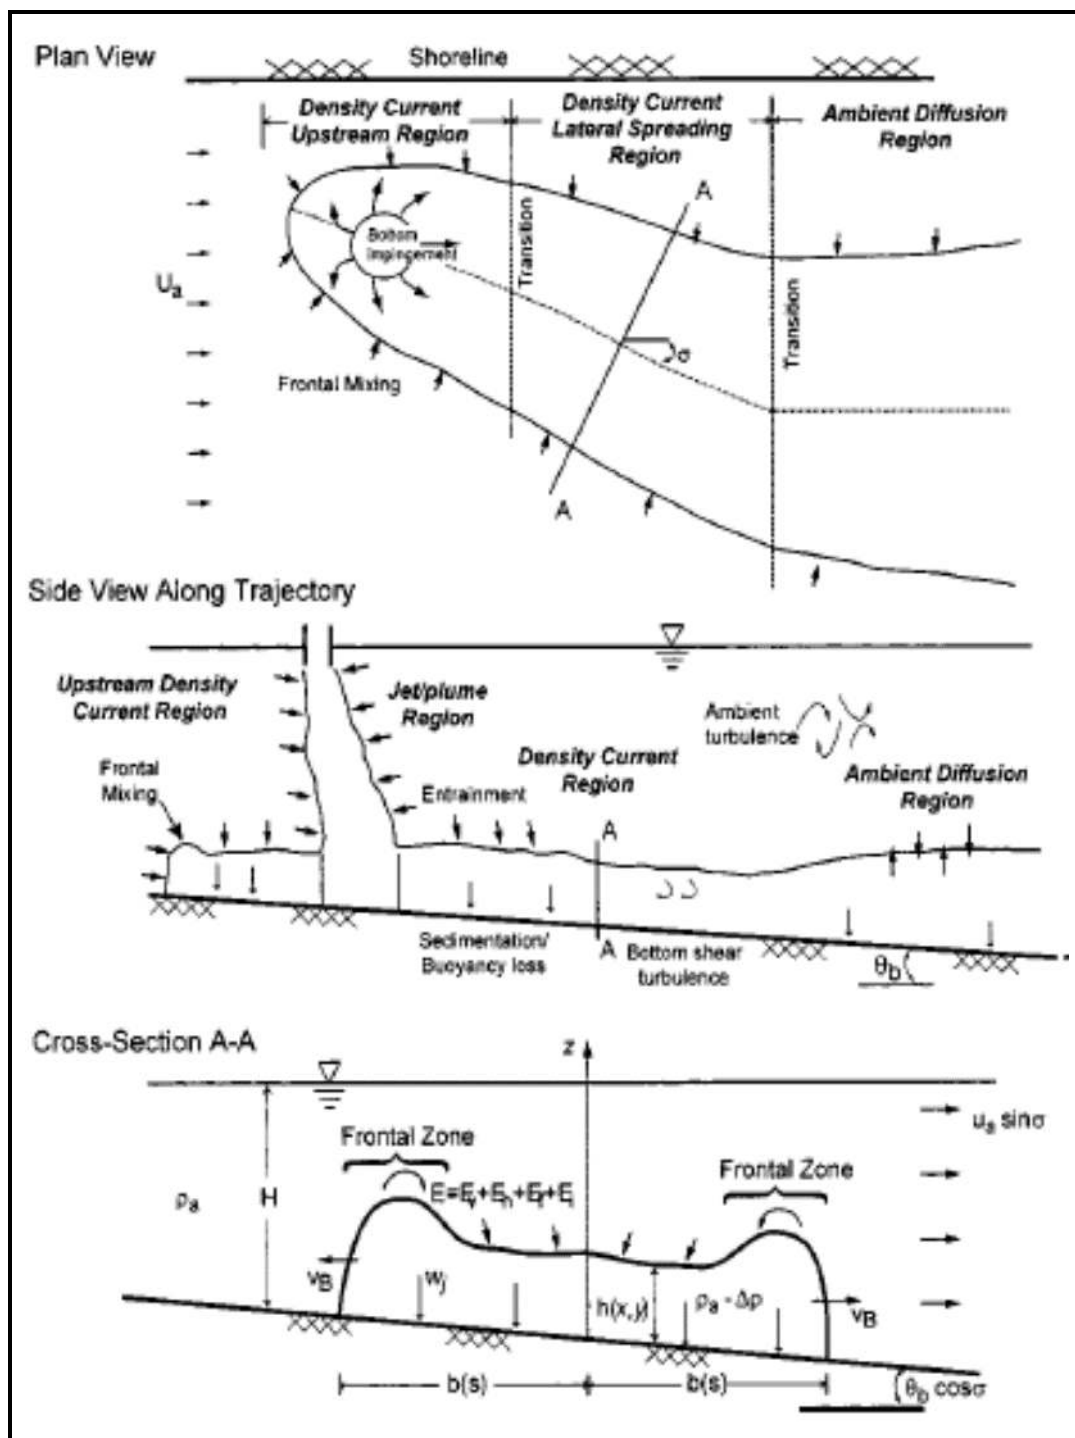 Plan View
Shoreline
Density Current
Upstream Region
Density Current
Lateral Spreading
Region
Ambient Diffusion
Region
A
Bottom
Impingement
Transition
Transition
Ua
σ
Frontal Mixing
A
Side View Along Trajectory
Upstream Density
Current Region
Jet/plume
Region
Ambient
turbulence
Density Current
Region
Frontal
Mixing
Entrainment
Ambient Diffusion
Region
A
Sedimentation/
Buoyancy loss
A
Bottom shear
turbulence
θb
Cross-Section A-A
z
ua sinσ
Frontal Zone
Frontal Zone
ρa
H
E=Ev+Eh+Ef+Ei
vB
wj
h(x,y)
ρa - Δρ
vB
b(s)
b(s)
θb cosσ